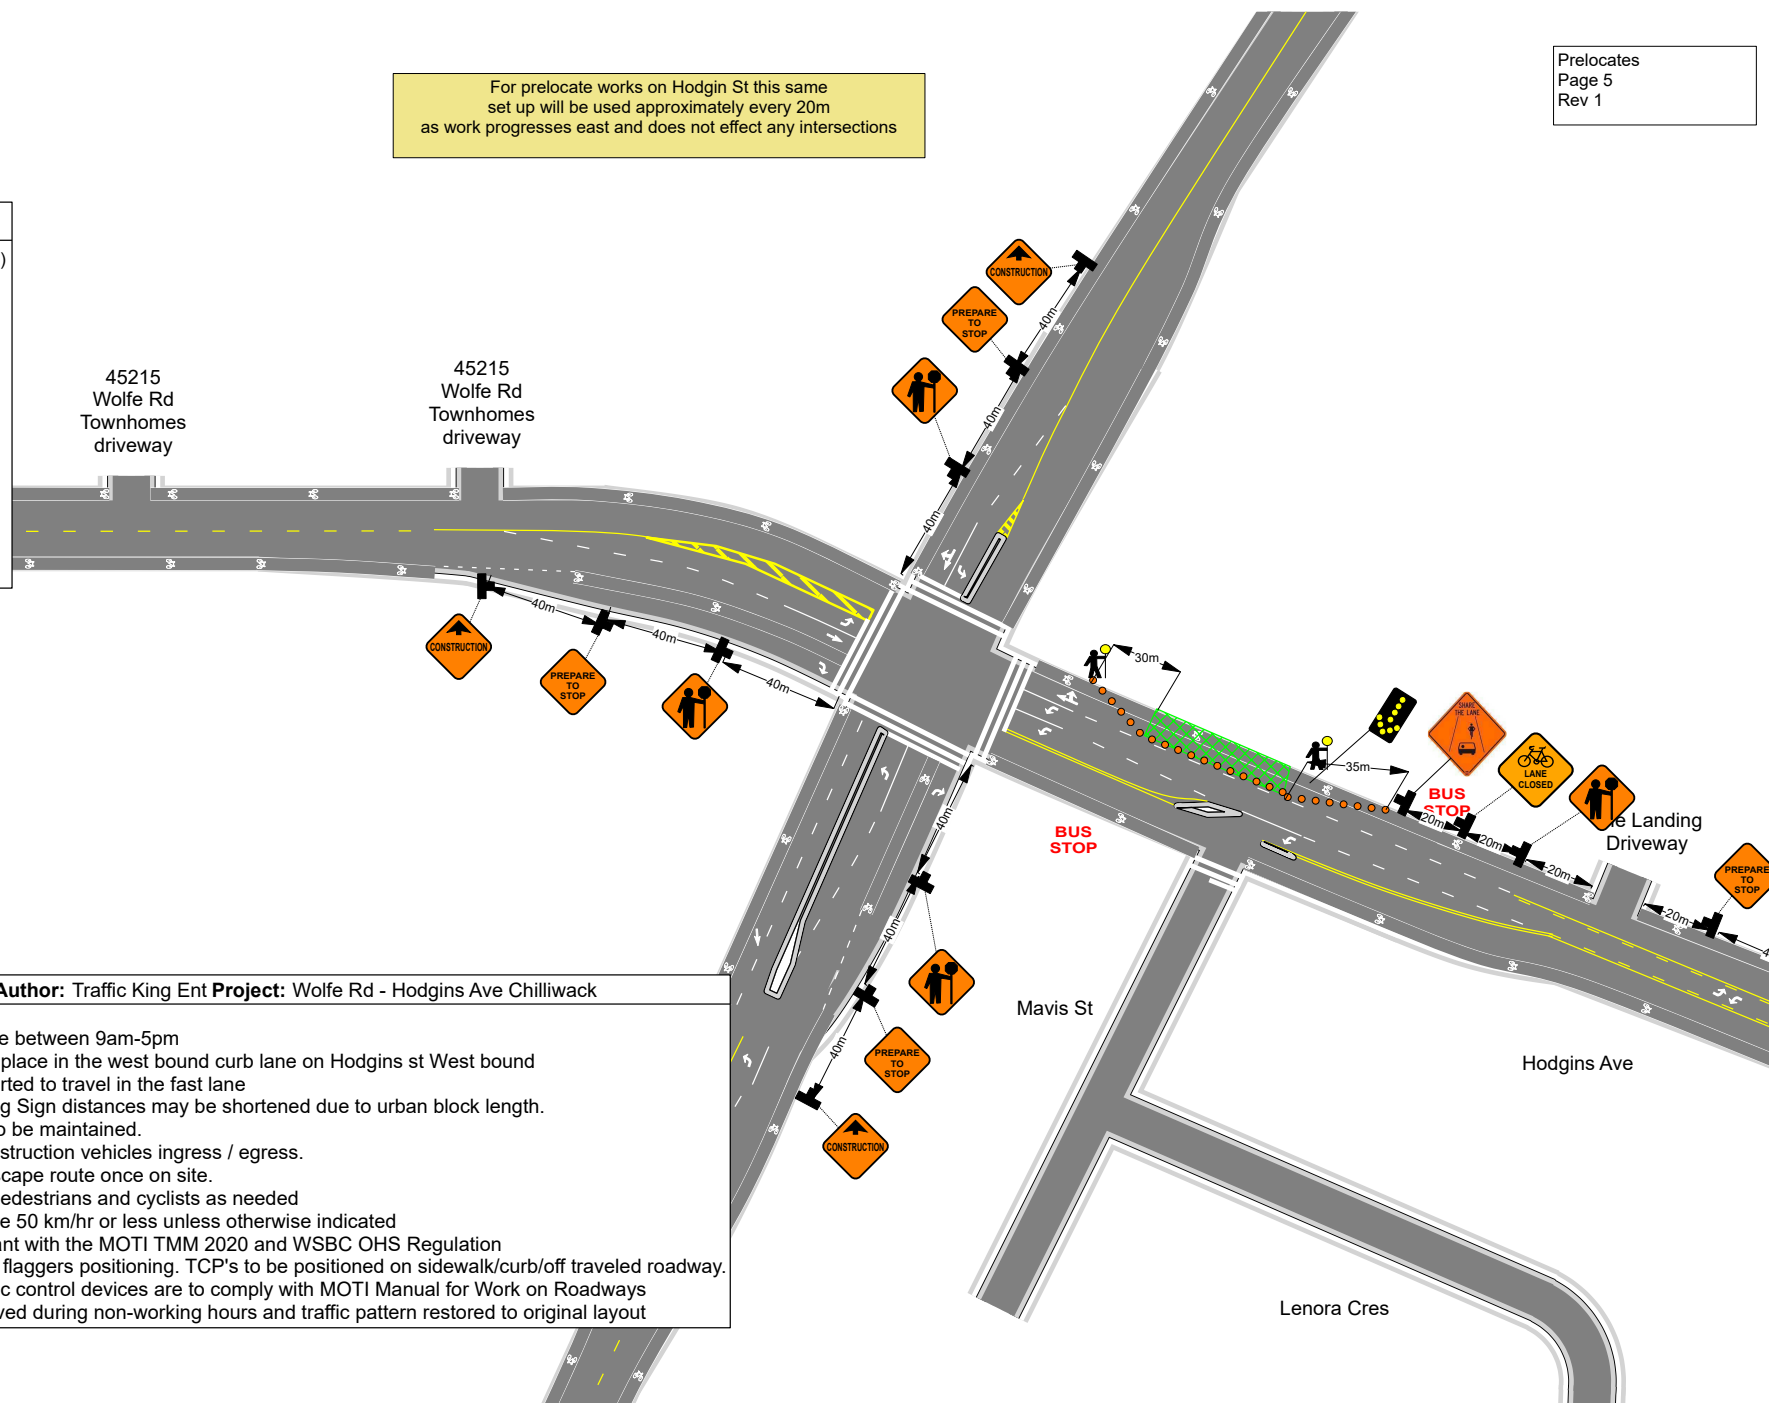 For prelocate works on Hodgin St this same
set up will be used approximately every 20m
as work progresses east and does not effect any intersections
Prelocates
Page 5
Rev 1
)
45215
Wolfe Rd
Townhomes
driveway
45215
Wolfe Rd
Townhomes
driveway
CONSTRUCTION
PREPARE
TO
STOP
40m
40m
40m
CONSTRUCTION
PREPARE
TO
STOP
40m
40m
40m
30m
35m
SHARE
THE LANE
LANE
CLOSED
BUS
STOP
BUS
STOP
20m
20m
20m
20m
Landing
Driveway
PREPARE
TO
STOP
40m
40m
40m
PREPARE
TO
STOP
CONSTRUCTION
Mavis St
Hodgins Ave
Lenora Cres
Author: Traffic King Ent Project: Wolfe Rd - Hodgins Ave Chilliwack
e between 9am-5pm
place in the west bound curb lane on Hodgins st West bound
rted to travel in the fast lane
g Sign distances may be shortened due to urban block length.
o be maintained.
struction vehicles ingress / egress.
scape route once on site.
edestrians and cyclists as needed
e 50 km/hr or less unless otherwise indicated
ant with the MOTI TMM 2020 and WSBC OHS Regulation
flaggers positioning. TCP's to be positioned on sidewalk/curb/off traveled roadway.
c control devices are to comply with MOTI Manual for Work on Roadways
ved during non-working hours and traffic pattern restored to original layout